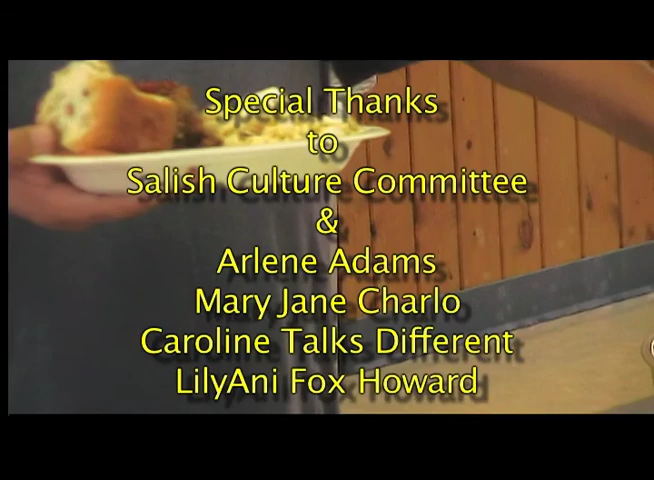 Special Thanks
to
Salish Culture Committee
&
Arlene Adams
Mary Jane Charlo
Caroline Talks Different
LilyAni Fox Howard